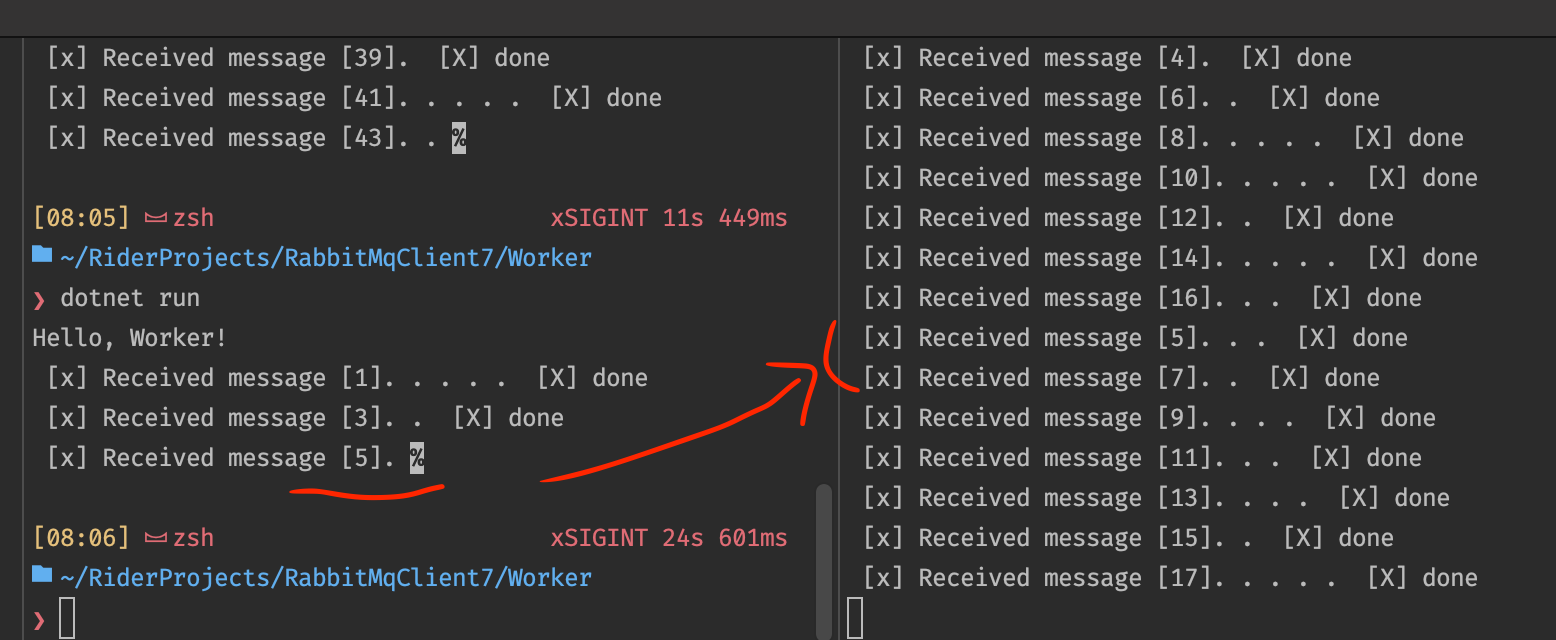 [x] Received message [39].  [X] done
[x] Received message [41]. . . . .  [X] done
[x] Received message [43]. . %
[08:05] zsh xSIGINT 11s 449ms
~/RiderProjects/RabbitMqClient7/Worker
❯ dotnet run
Hello, Worker!
[x] Received message [1]. . . . .  [X] done
[x] Received message [3]. .  [X] done
[x] Received message [5]. %
[08:06] zsh xSIGINT 24s 601ms
~/RiderProjects/RabbitMqClient7/Worker
❯
[x] Received message [4].  [X] done
[x] Received message [6]. .  [X] done
[x] Received message [8]. . . . .  [X] done
[x] Received message [10]. . . . .  [X] done
[x] Received message [12]. .  [X] done
[x] Received message [14]. . . . .  [X] done
[x] Received message [16]. . .  [X] done
[x] Received message [5]. . .  [X] done
[x] Received message [7]. .  [X] done
[x] Received message [9]. . . .  [X] done
[x] Received message [11]. . .  [X] done
[x] Received message [13]. . . .  [X] done
[x] Received message [15]. .  [X] done
[x] Received message [17]. . . . .  [X] done